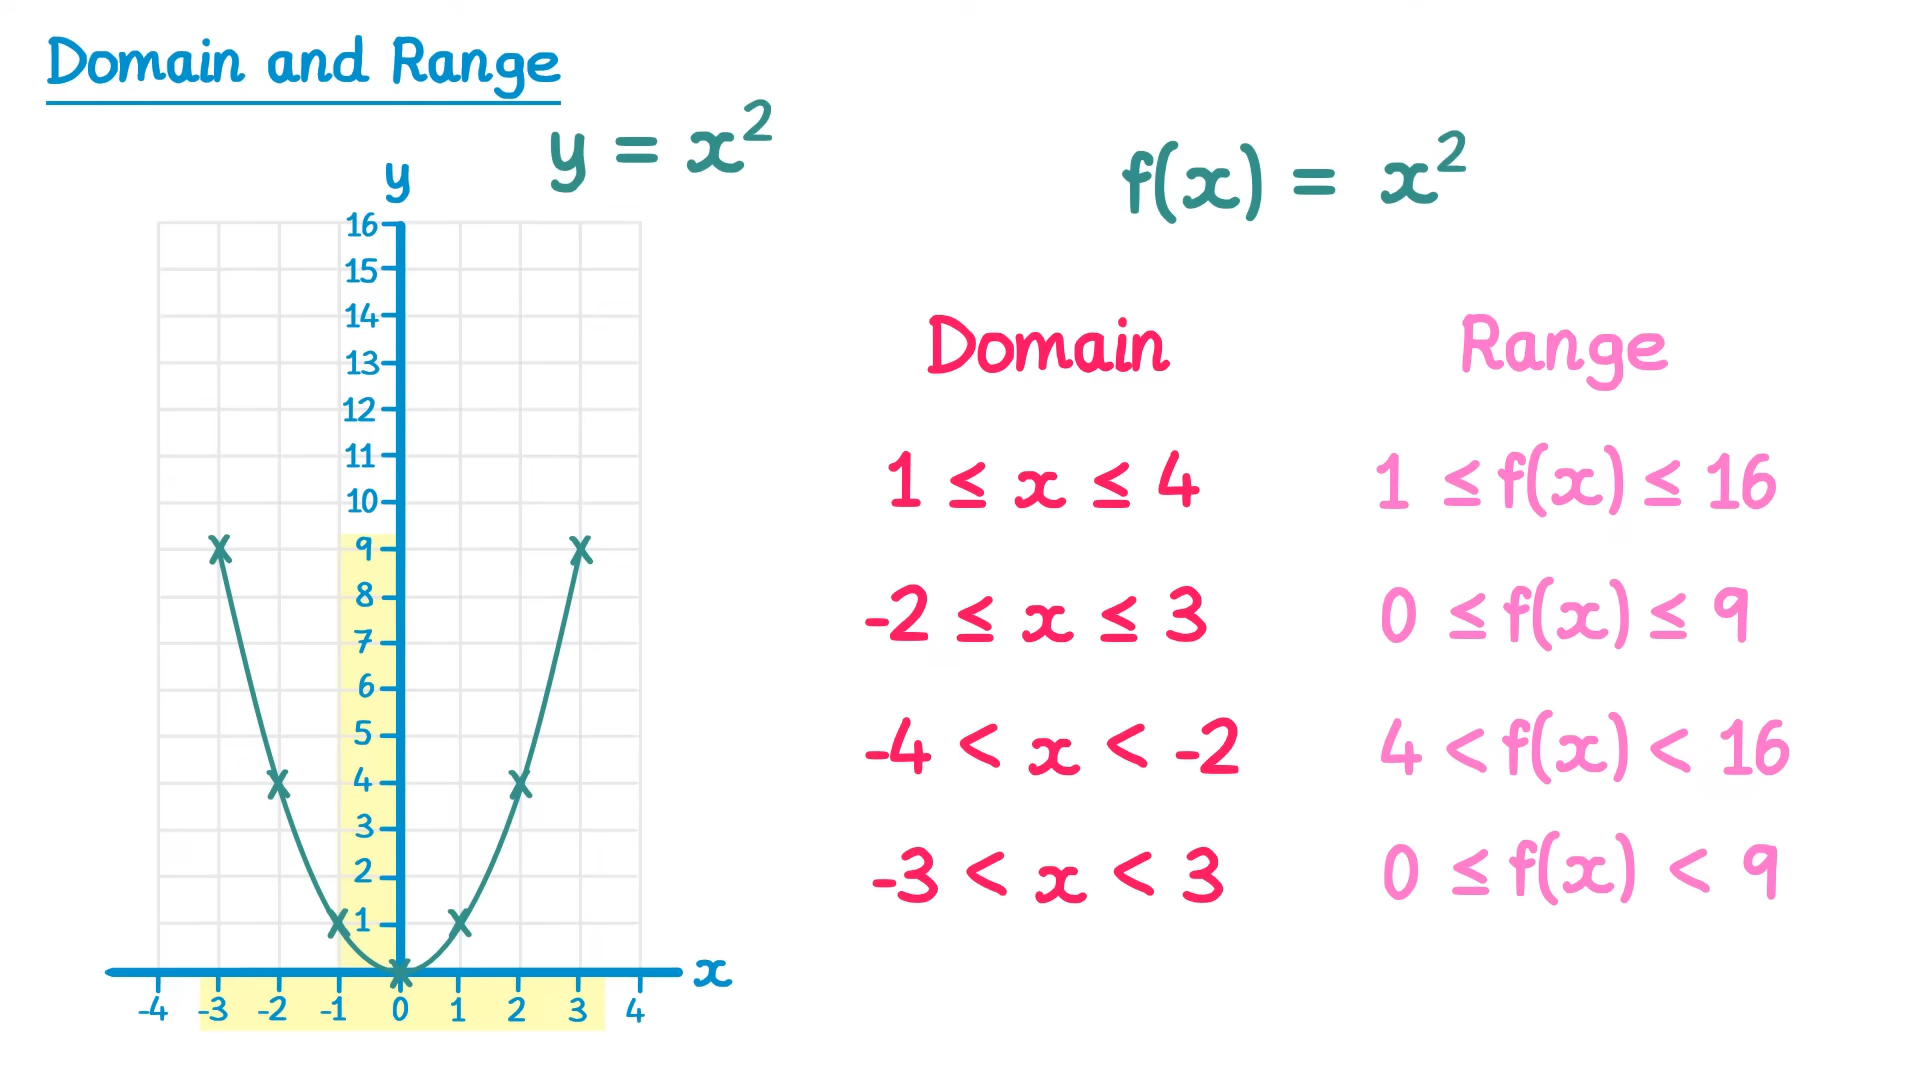 Domain and Range
y = x²
f(x) = x²
y
16
15
14
13
12
11
10
9
8
7
6
5
4
3
2
1
x
-4 -3 -2 -1 0 1 2 3 4
Domain Range
1 ≤ x ≤ 4 1 ≤ f(x) ≤ 16
-2 ≤ x ≤ 3 0 ≤ f(x) ≤ 9
-4 < x < -2 4 < f(x) < 16
-3 < x < 3 0 ≤ f(x) < 9